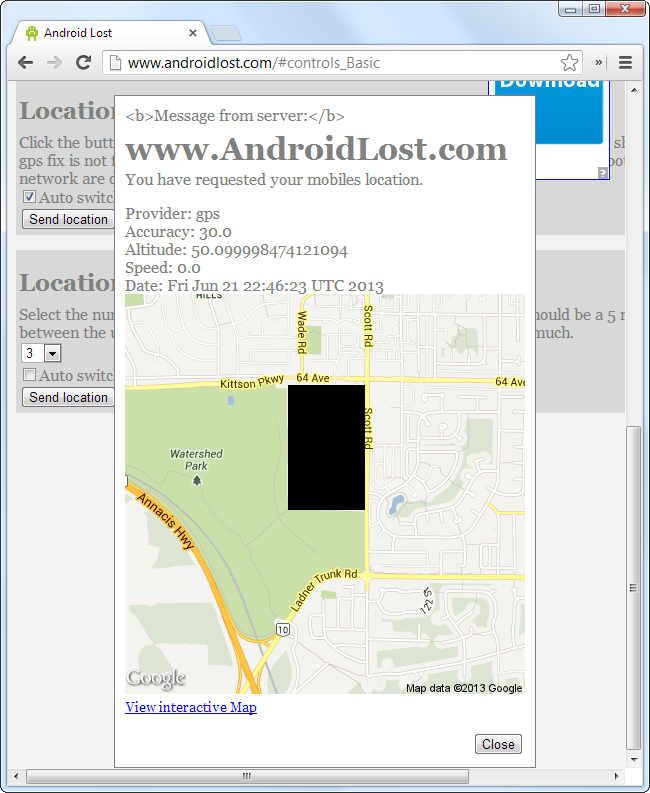 Android Lost
www.androidlost.com/#controls_Basic
»
Download
Location
Click the butt
sh
gps fix is not f
oot
network are d
Auto switch
Send location
Location
Select the nu
hould be a 5 m
between the u
much.
3
Auto switch
Send location
<b>Message from server:</b>
www.AndroidLost.com
You have requested your mobiles location.
Provider: gps
Accuracy: 30.0
Altitude: 50.099998474121094
Speed: 0.0
Date: Fri Jun 21 22:46:23 UTC 2013
HILLS
Wade Rd
Scott Rd
Kittson Pkwy
64 Ave
64 Ave
Scott Rd
Watershed
Park
Annacis Hwy
Ladner Trunk Rd
122 S
10
Google
Map data ©2013 Google
View interactive Map
Close